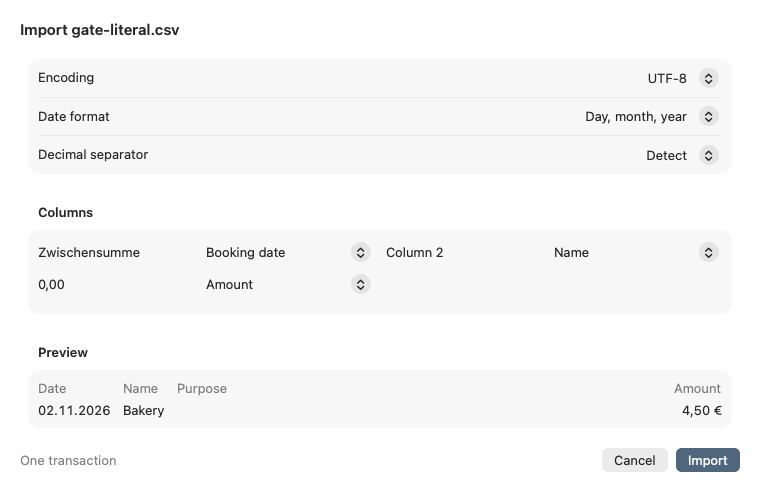 Import gate-literal.csv
Encoding UTF-8
Date format Day, month, year
Decimal separator Detect
Columns
Zwischensumme Booking date Column 2 Name
0,00 Amount
Preview
Date Name Purpose Amount
02.11.2026 Bakery 4,50 €
One transaction Cancel Import